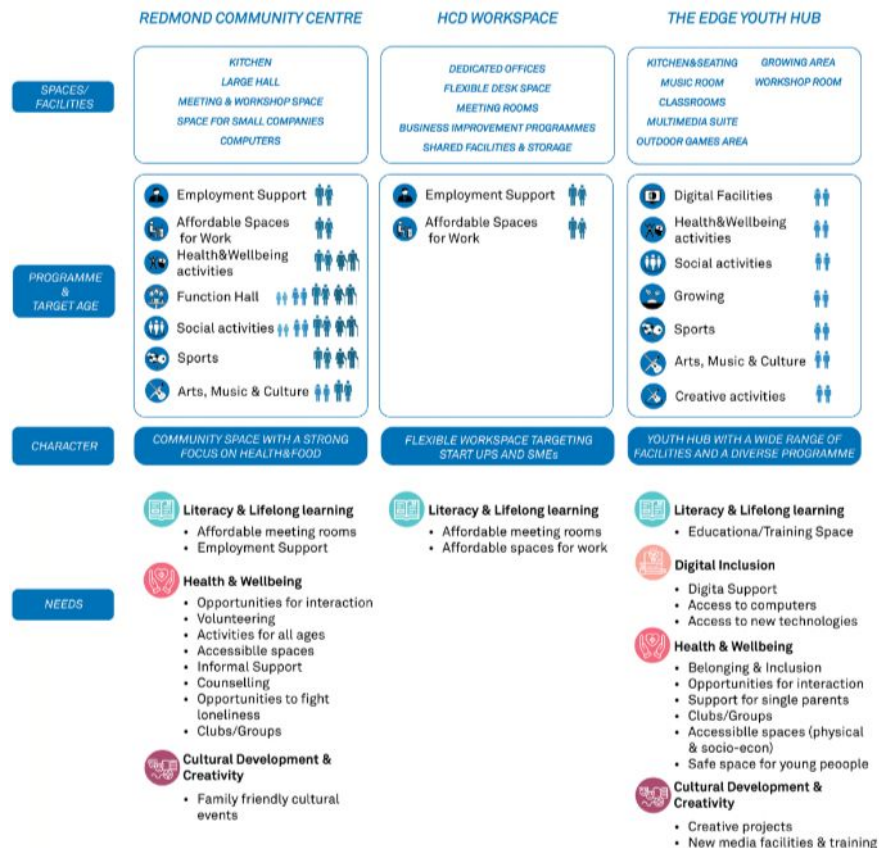 REDMOND COMMUNITY CENTRE
HCD WORKSPACE
THE EDGE YOUTH HUB
SPACES/
FACILITIES
KITCHEN
LARGE HALL
MEETING & WORKSHOP SPACE
SPACE FOR SMALL COMPANIES
COMPUTERS
DEDICATED OFFICES
FLEXIBLE DESK SPACE
MEETING ROOMS
BUSINESS IMPROVEMENT PROGRAMMES
SHARED FACILITIES & STORAGE
KITCHEN&SEATING
MUSIC ROOM
CLASSROOMS
MULTIMEDIA SUITE
OUTDOOR GAMES AREA
GROWING AREA
WORKSHOP ROOM
PROGRAMME
&
TARGET AGE
Employment Support
Affordable Spaces
for Work
Health&Wellbeing
activities
Function Hall
Social activities
Sports
Arts, Music & Culture
Employment Support
Affordable Spaces
for Work
Digital Facilities
Health&Wellbeing
activities
Social activities
Growing
Sports
Arts, Music & Culture
Creative activities
CHARACTER
COMMUNITY SPACE WITH A STRONG
FOCUS ON HEALTH&FOOD
FLEXIBLE WORKSPACE TARGETING
START UPS AND SMEs
YOUTH HUB WITH A WIDE RANGE OF
FACILITIES AND A DIVERSE PROGRAMME
NEEDS
Literacy & Lifelong learning
• Affordable meeting rooms
• Employment Support
Health & Wellbeing
• Opportunities for interaction
• Volunteering
• Activities for all ages
• Accessibble spaces
• Informal Support
• Counselling
• Opportunities to fight
loneliness
• Clubs/Groups
Cultural Development &
Creativity
• Family friendly cultural
events
Literacy & Lifelong learning
• Affordable meeting rooms
• Affordable spaces for work
Literacy & Lifelong learning
• Educationa/Training Space
Digital Inclusion
• Digita Support
• Access to computers
• Access to new technologies
Health & Wellbeing
• Belonging & Inclusion
• Opportunities for interaction
• Support for single parents
• Clubs/Groups
• Accessiblle spaces (physical
& socio-econ)
• Safe space for young peoople
Cultural Development &
Creativity
• Creative projects
• New media facilities & training